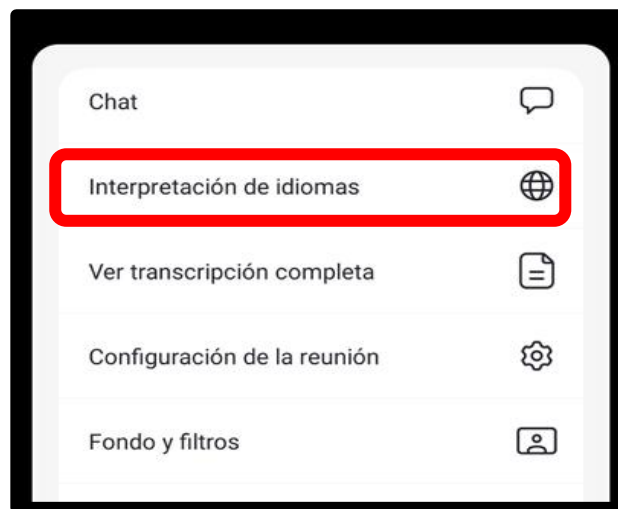 Chat
Interpretación de idiomas
Ver transcripción completa
Configuración de la reunión
Fondo y filtros